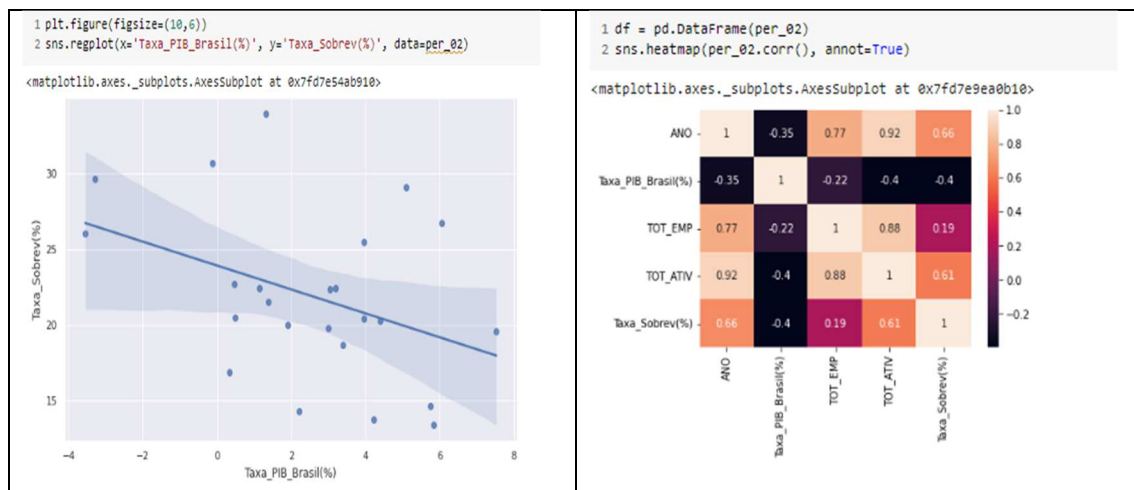 1 plt.figure(figsize=(10,6))
2 sns.regplot(x='Taxa_PIB_Brasil(%)', y='Taxa_Sobrev(%)', data=per_02)
<matplotlib.axes._subplots.AxesSubplot at 0x7fd7e54ab910>
Taxa_Sobrev(%)
30
25
20
15
-4 -2 0 2 4 6 8
Taxa_PIB_Brasil(%)
1 df = pd.DataFrame(per_02)
2 sns.heatmap(per_02.corr(), annot=True)
<matplotlib.axes._subplots.AxesSubplot at 0x7fd7e9ea0b10>
ANO 1 -0.35 0.77 0.92 0.66
Taxa_PIB_Brasil(%) -0.35 1 -0.22 -0.4 -0.4
TOT_EMP 0.77 -0.22 1 0.88 0.19
TOT_ATIV 0.92 -0.4 0.88 1 0.61
Taxa_Sobrev(%) 0.66 -0.4 0.19 0.61 1
ANO
Taxa_PIB_Brasil(%)
TOT_EMP
TOT_ATIV
Taxa_Sobrev(%)
1.0
0.8
0.6
0.4
0.2
0.0
-0.2